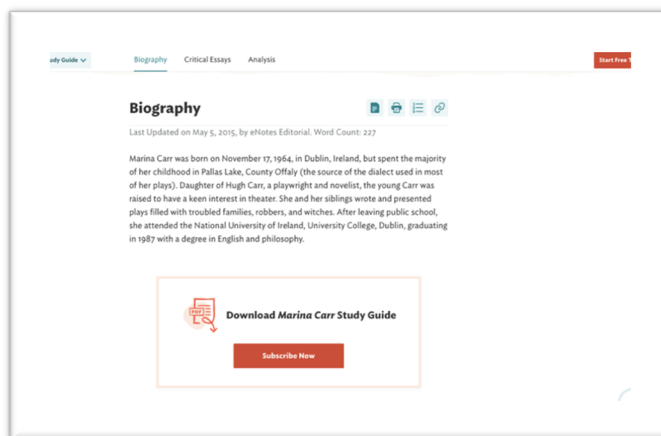 udy Guide
Biography Critical Essays Analysis
Start Free T
Biography
Last Updated on May 5, 2015, by eNotes Editorial. Word Count: 227
Marina Carr was born on November 17, 1964, in Dublin, Ireland, but spent the majority
of her childhood in Pallas Lake, County Offaly (the source of the dialect used in most
of her plays). Daughter of Hugh Carr, a playwright and novelist, the young Carr was
raised to have a keen interest in theater. She and her siblings wrote and presented
plays filled with troubled families, robbers, and witches. After leaving public school,
she attended the National University of Ireland, University College, Dublin, graduating
in 1987 with a degree in English and philosophy.
PDF
Download Marina Carr Study Guide
Subscribe Now